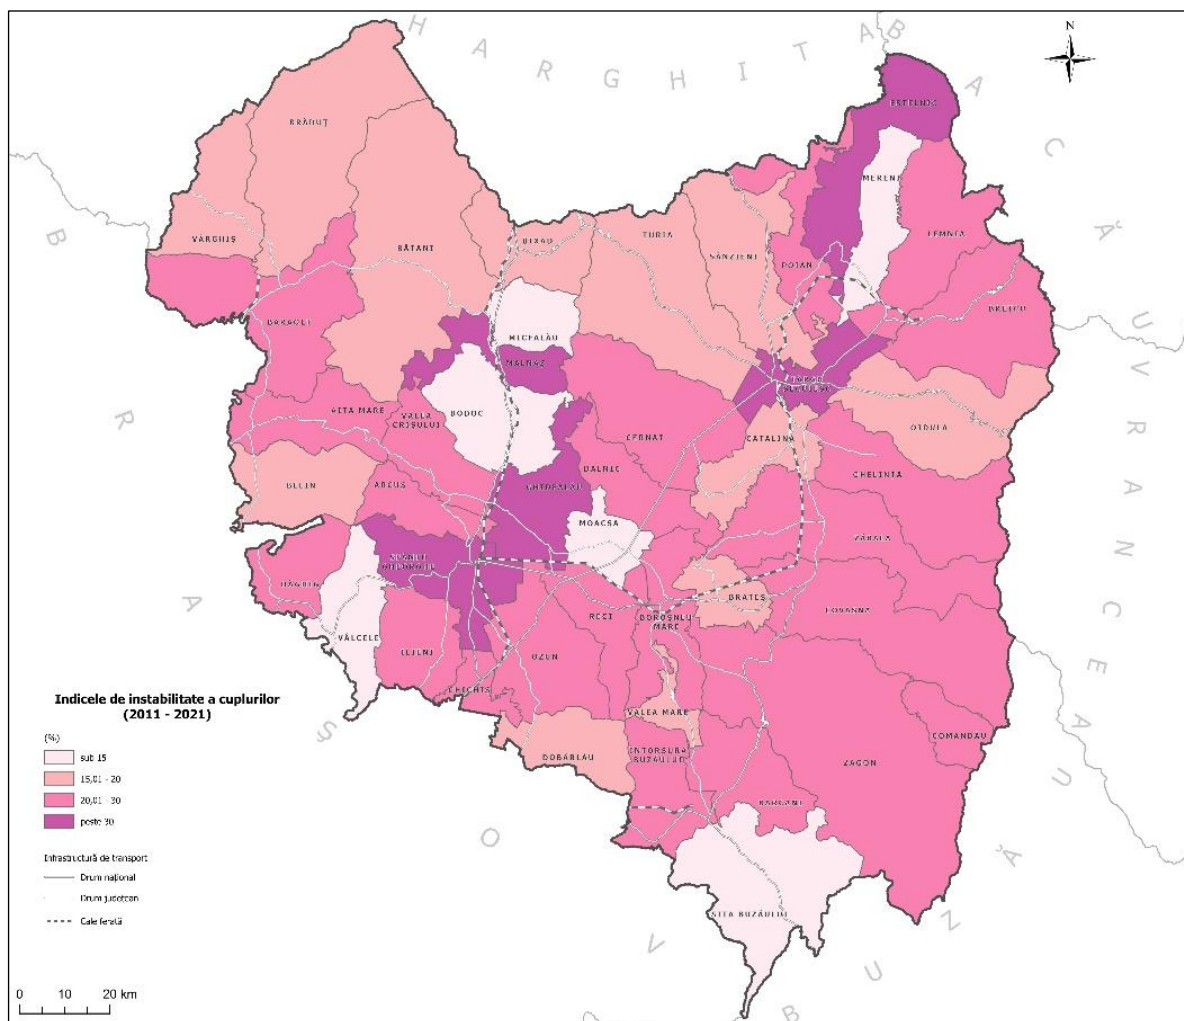 HARGHITA
BACĂU
VRANCEA
BUZĂU
BRAȘOV
N
ESTELNIC
BRĂDUȚ
MERENI
VÂRGHIȘ
BĂȚANI
BIXAD
TURIA
SÂNZIENI
POIAN
LEMNIA
BRETCU
BARAOLT
MICFALĂU
MALNAȘ
AITA MARE
VALEA
CRIȘULUI
BODOC
CERNAT
CATALINA
OJDULA
BELIN
ARCUȘ
GHIDFALĂU
DALNIC
GHELINȚA
MOACȘA
ZĂBALA
SFÂNTU
GHEORGHE
HĂGHIG
BRATEȘ
COVASNA
VÂLCELE
ILIENI
RECI
BOROȘNEU
MARE
OZUN
CHICHIȘ
VALEA MARE
DOBÂRLĂU
ÎNTORSURA
BUZĂULUI
COMANDĂU
ZAGON
BARCANI
SITA BUZĂULUI
Indicele de instabilitate a cuplurilor
(2011 - 2021)
(%)
sub 15
15,01 - 20
20,01 - 30
peste 30
Infrastructură de transport
Drum național
Drum județean
Cale ferată
0 10 20 km